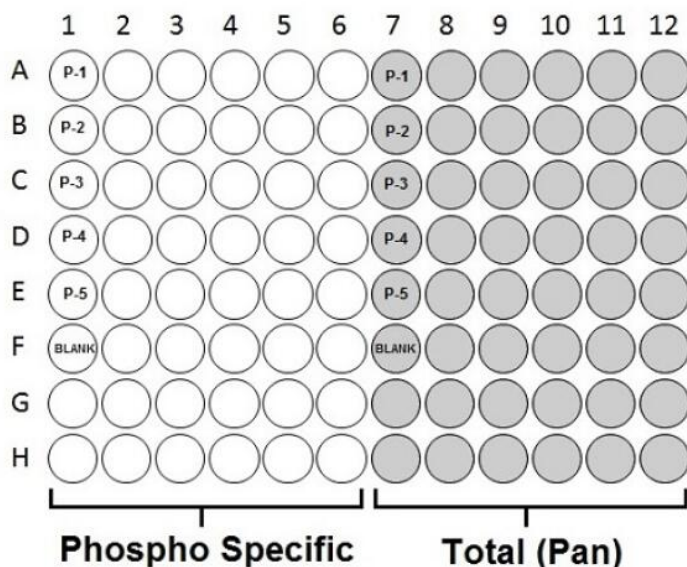 1 2 3 4 5 6 7 8 9 10 11 12
A P-1 P-1
B P-2 P-2
C P-3 P-3
D P-4 P-4
E P-5 P-5
F BLANK BLANK
G
H
Phospho Specific Total (Pan)